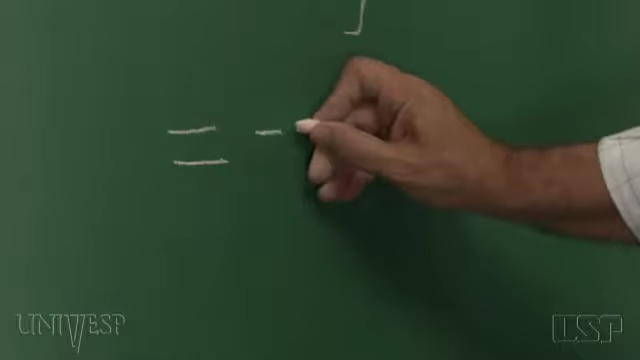 ]
= -
UNIVESP USP